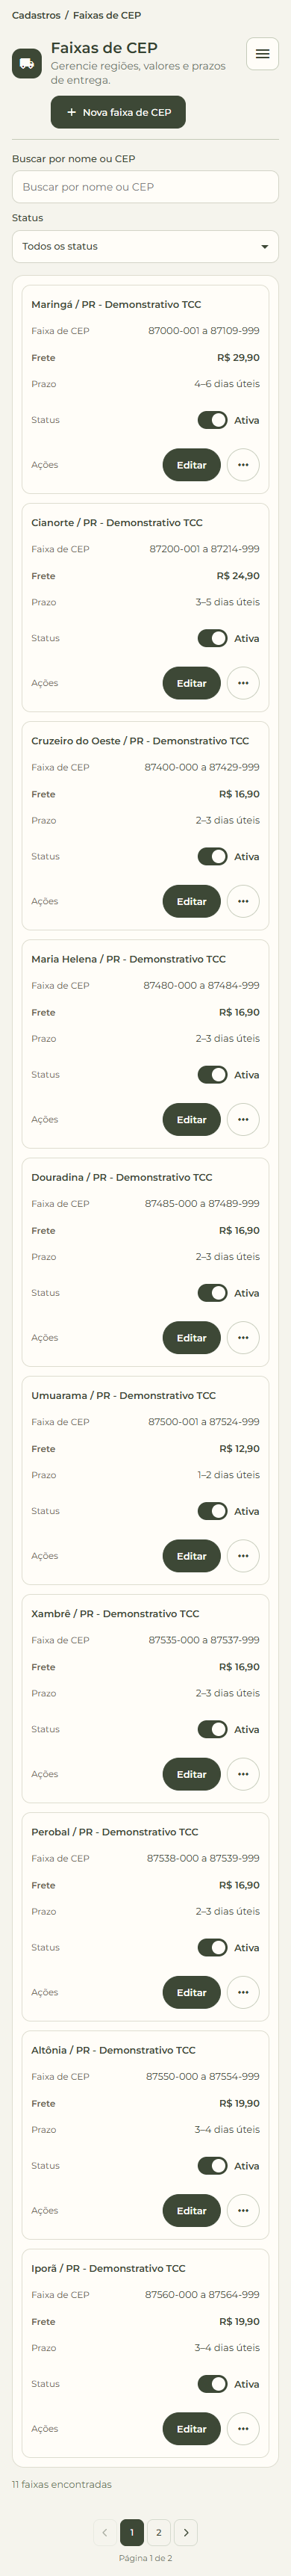 Cadastros / Faixas de CEP
Faixas de CEP
Gerencie regiões, valores e prazos
de entrega.
+ Nova faixa de CEP
Buscar por nome ou CEP
Buscar por nome ou CEP
Status
Todos os status
Maringá / PR - Demonstrativo TCC
Faixa de CEP 87000-001 a 87109-999
Frete R$ 29,90
Prazo 4–6 dias úteis
Status Ativa
Ações Editar ...
Cianorte / PR - Demonstrativo TCC
Faixa de CEP 87200-001 a 87214-999
Frete R$ 24,90
Prazo 3–5 dias úteis
Status Ativa
Ações Editar ...
Cruzeiro do Oeste / PR - Demonstrativo TCC
Faixa de CEP 87400-000 a 87429-999
Frete R$ 16,90
Prazo 2–3 dias úteis
Status Ativa
Ações Editar ...
Maria Helena / PR - Demonstrativo TCC
Faixa de CEP 87480-000 a 87484-999
Frete R$ 16,90
Prazo 2–3 dias úteis
Status Ativa
Ações Editar ...
Douradina / PR - Demonstrativo TCC
Faixa de CEP 87485-000 a 87489-999
Frete R$ 16,90
Prazo 2–3 dias úteis
Status Ativa
Ações Editar ...
Umuarama / PR - Demonstrativo TCC
Faixa de CEP 87500-001 a 87524-999
Frete R$ 12,90
Prazo 1–2 dias úteis
Status Ativa
Ações Editar ...
Xambrê / PR - Demonstrativo TCC
Faixa de CEP 87535-000 a 87537-999
Frete R$ 16,90
Prazo 2–3 dias úteis
Status Ativa
Ações Editar ...
Perobal / PR - Demonstrativo TCC
Faixa de CEP 87538-000 a 87539-999
Frete R$ 16,90
Prazo 2–3 dias úteis
Status Ativa
Ações Editar ...
Altônia / PR - Demonstrativo TCC
Faixa de CEP 87550-000 a 87554-999
Frete R$ 19,90
Prazo 3–4 dias úteis
Status Ativa
Ações Editar ...
Iporã / PR - Demonstrativo TCC
Faixa de CEP 87560-000 a 87564-999
Frete R$ 19,90
Prazo 3–4 dias úteis
Status Ativa
Ações Editar ...
11 faixas encontradas
1 2
Página 1 de 2